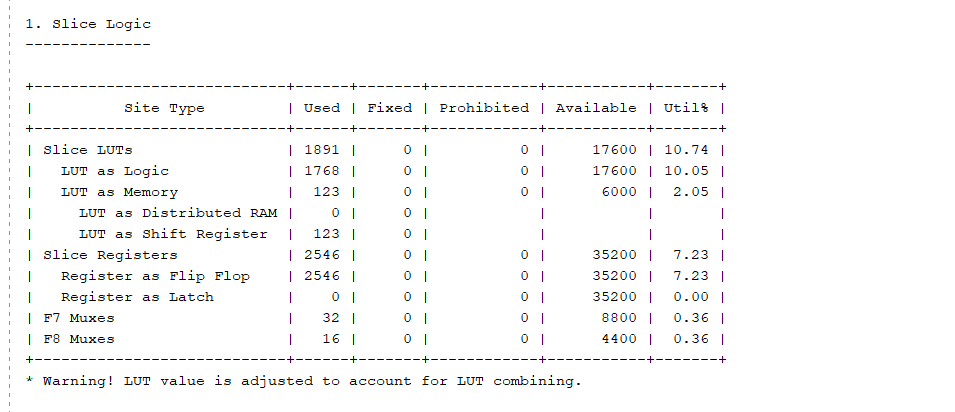 1. Slice Logic
--------------
+----------------------------+------+-------+------------+-----------+-------+
|          Site Type         | Used | Fixed | Prohibited | Available | Util% |
+----------------------------+------+-------+------------+-----------+-------+
| Slice LUTs                 | 1891 |     0 |          0 |     17600 | 10.74 |
|   LUT as Logic             | 1768 |     0 |          0 |     17600 | 10.05 |
|   LUT as Memory            |  123 |     0 |          0 |      6000 |  2.05 |
|     LUT as Distributed RAM |    0 |     0 |            |           |       |
|     LUT as Shift Register  |  123 |     0 |            |           |       |
| Slice Registers            | 2546 |     0 |          0 |     35200 |  7.23 |
|   Register as Flip Flop    | 2546 |     0 |          0 |     35200 |  7.23 |
|   Register as Latch        |    0 |     0 |          0 |     35200 |  0.00 |
| F7 Muxes                   |   32 |     0 |          0 |      8800 |  0.36 |
| F8 Muxes                   |   16 |     0 |          0 |      4400 |  0.36 |
+----------------------------+------+-------+------------+-----------+-------+
* Warning! LUT value is adjusted to account for LUT combining.